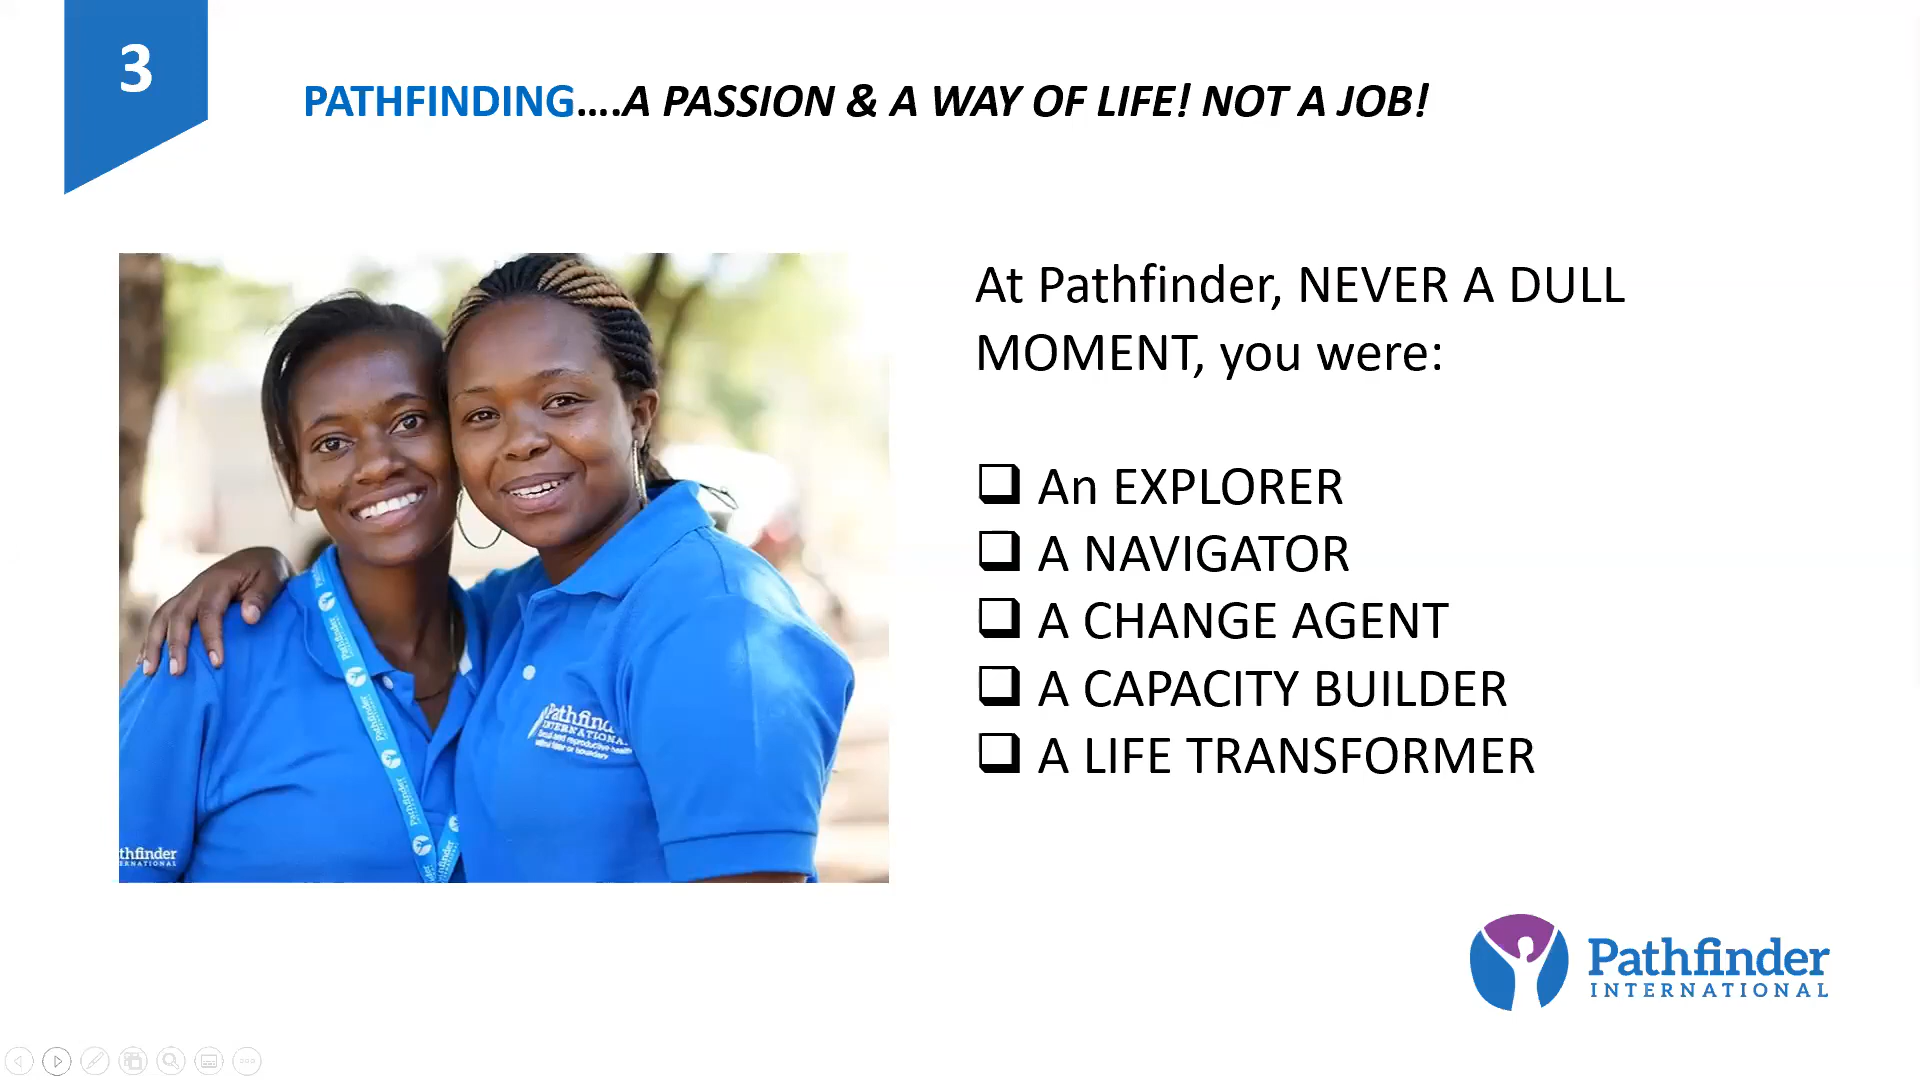 3
PATHFINDING....A PASSION & A WAY OF LIFE! NOT A JOB!
At Pathfinder, NEVER A DULL
MOMENT, you were:
An EXPLORER
A NAVIGATOR
A CHANGE AGENT
A CAPACITY BUILDER
A LIFE TRANSFORMER
Pathfinder
INTERNATIONAL